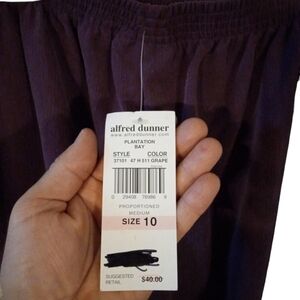 alfred dunner
www.alfreddunner.com
PLANTATION
BAY
STYLE COLOR
37101 47 H 511 GRAPE
PROPORTIONED
MEDIUM
SIZE 10
SUGGESTED
RETAIL $40.00